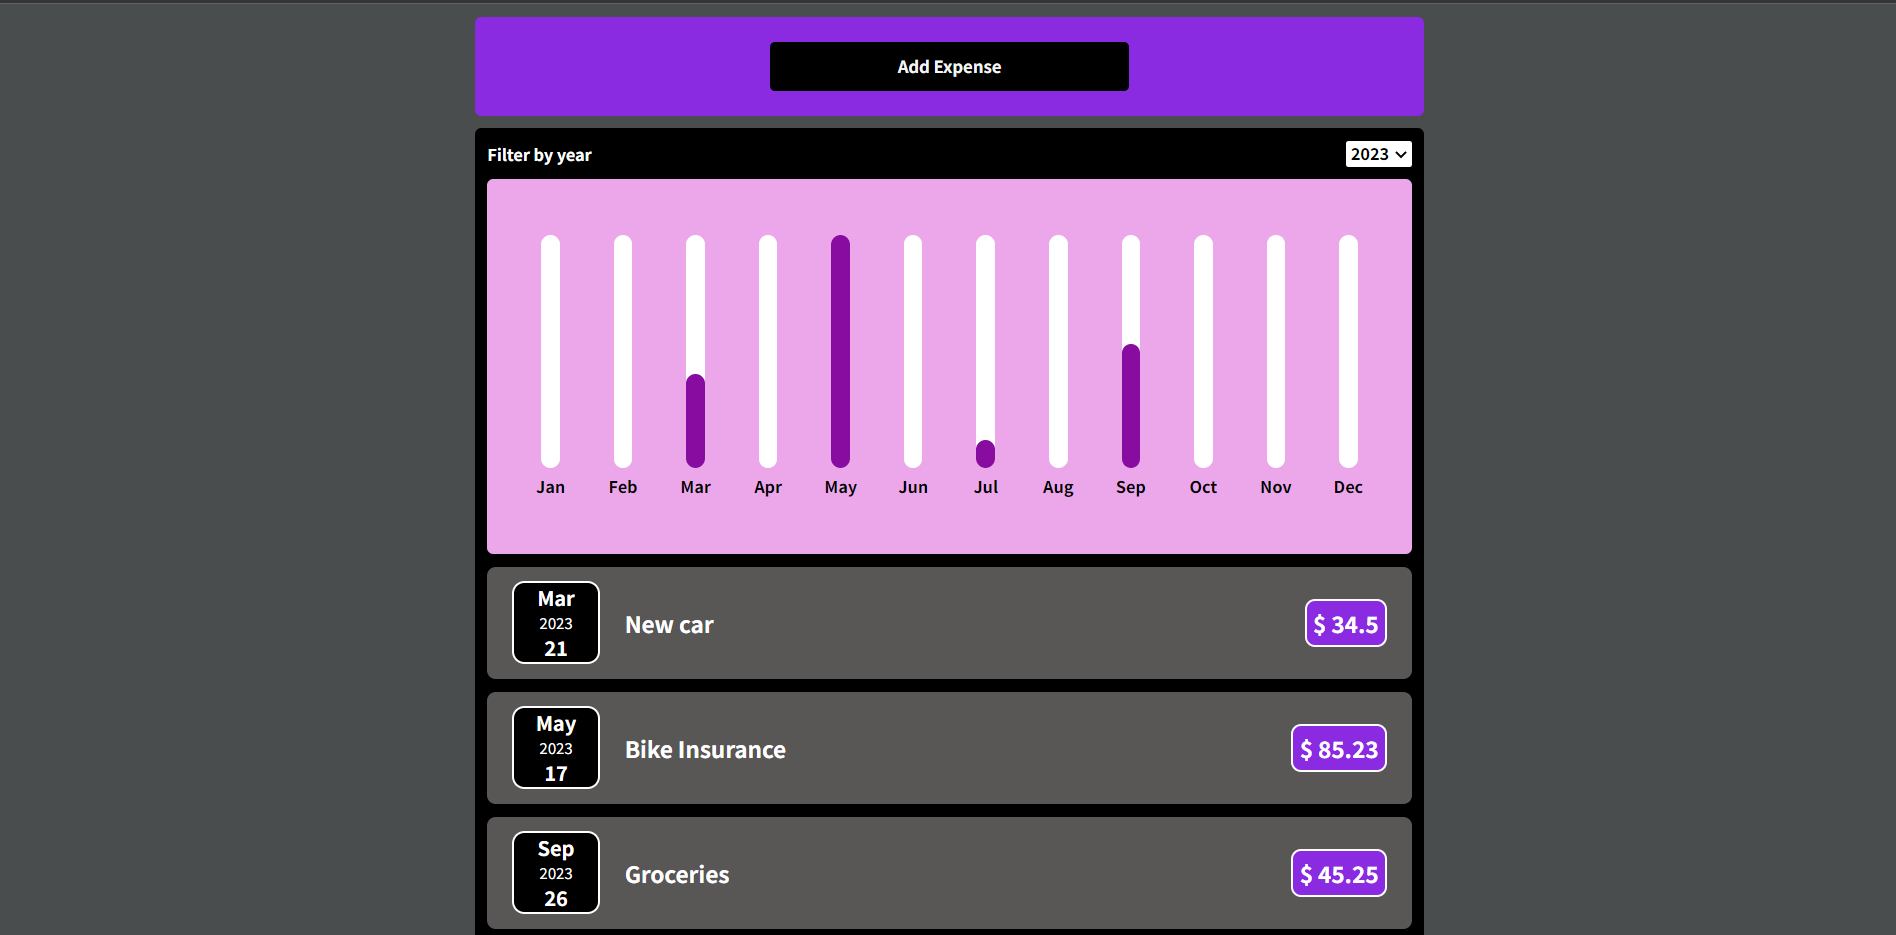 Add Expense
Filter by year
2023
Jan Feb Mar Apr May Jun Jul Aug Sep Oct Nov Dec
Mar
2023
21
New car
$ 34.5
May
2023
17
Bike Insurance
$ 85.23
Sep
2023
26
Groceries
$ 45.25